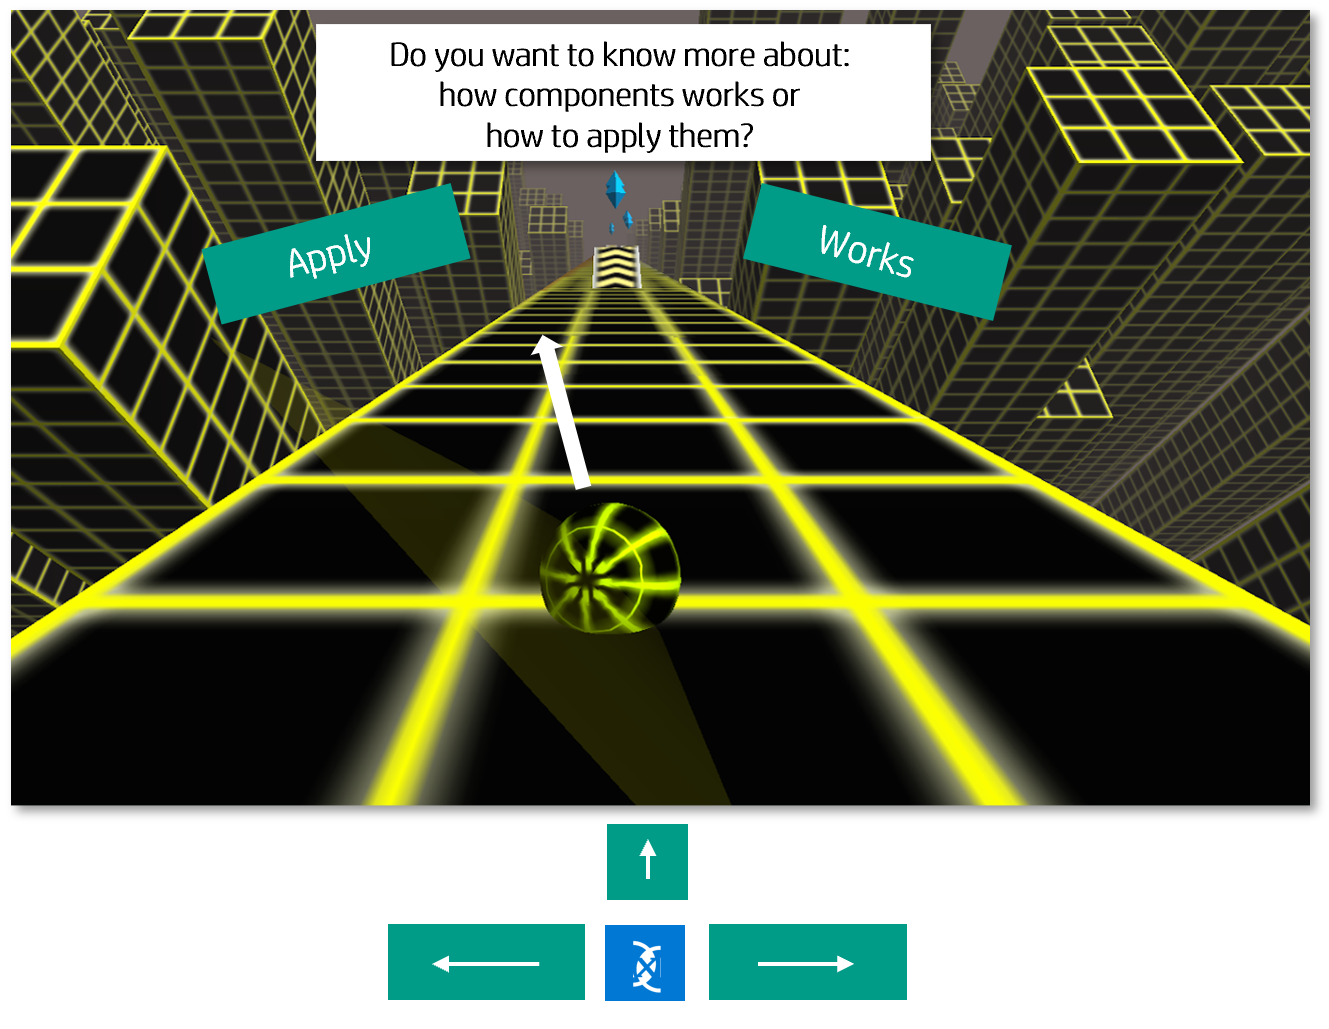 Do you want to know more about:
how components works or
how to apply them?
Apply
Works